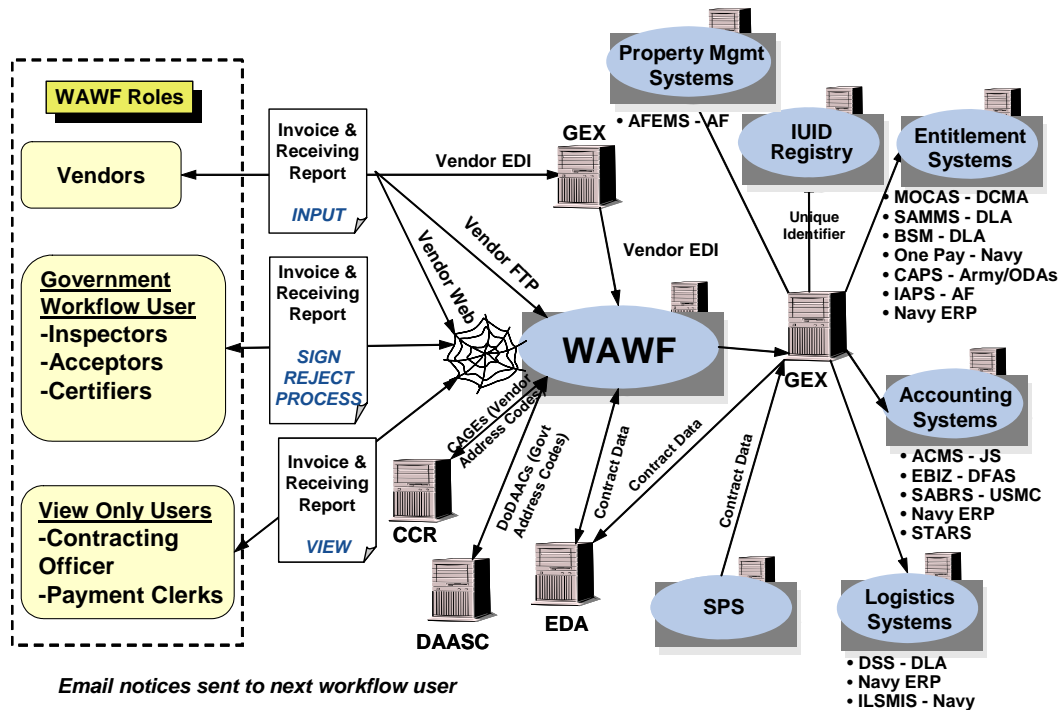 WAWF Roles
Vendors
Government
Workflow User
-Inspectors
-Acceptors
-Certifiers
View Only Users
-Contracting
Officer
-Payment Clerks
Email notices sent to next workflow user
Invoice &
Receiving
Report
INPUT
Invoice &
Receiving
Report
SIGN
REJECT
PROCESS
Invoice &
Receiving
Report
VIEW
Vendor EDI
Vendor FTP
Vendor Web
GEX
Vendor EDI
WAWF
CAGEs (Vendor
Address Codes
CCR
DoDAACs (Govt
Address Codes)
DAASC
Contract Data
EDA
Contract Data
Contract Data
SPS
GEX
Property Mgmt
Systems
• AFEMS - AF
IUID
Registry
Unique
Identifier
Entitlement
Systems
• MOCAS - DCMA
• SAMMS - DLA
• BSM - DLA
• One Pay - Navy
• CAPS - Army/ODAs
• IAPS - AF
• Navy ERP
Accounting
Systems
• ACMS - JS
• EBIZ - DFAS
• SABRS - USMC
• Navy ERP
• STARS
Logistics
Systems
• DSS - DLA
• Navy ERP
• ILSMIS - Navy